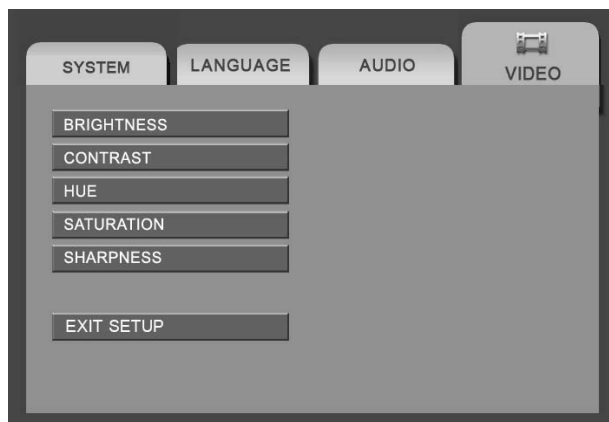 SYSTEM LANGUAGE AUDIO VIDEO
BRIGHTNESS
CONTRAST
HUE
SATURATION
SHARPNESS
EXIT SETUP